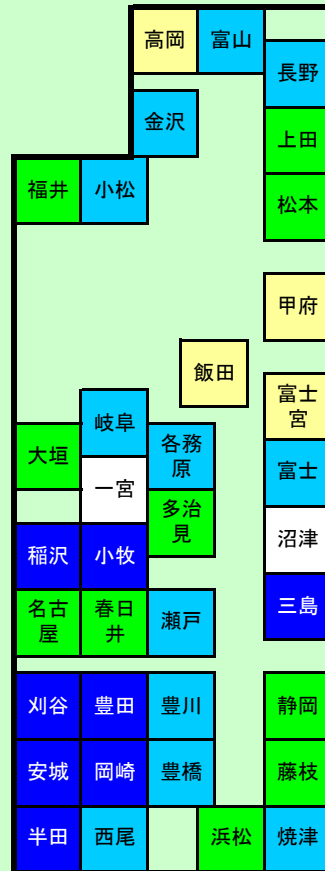 高岡 富山
長野
金沢
上田
福井 小松
松本
甲府
飯田
富士
宮
岐阜
各務
原
大垣
富士
一宮
多治
見
沼津
稲沢 小牧
三島
名古
屋
春日
井
瀬戸
刈谷 豊田 豊川 静岡
安城 岡崎 豊橋 藤枝
半田 西尾 浜松 焼津